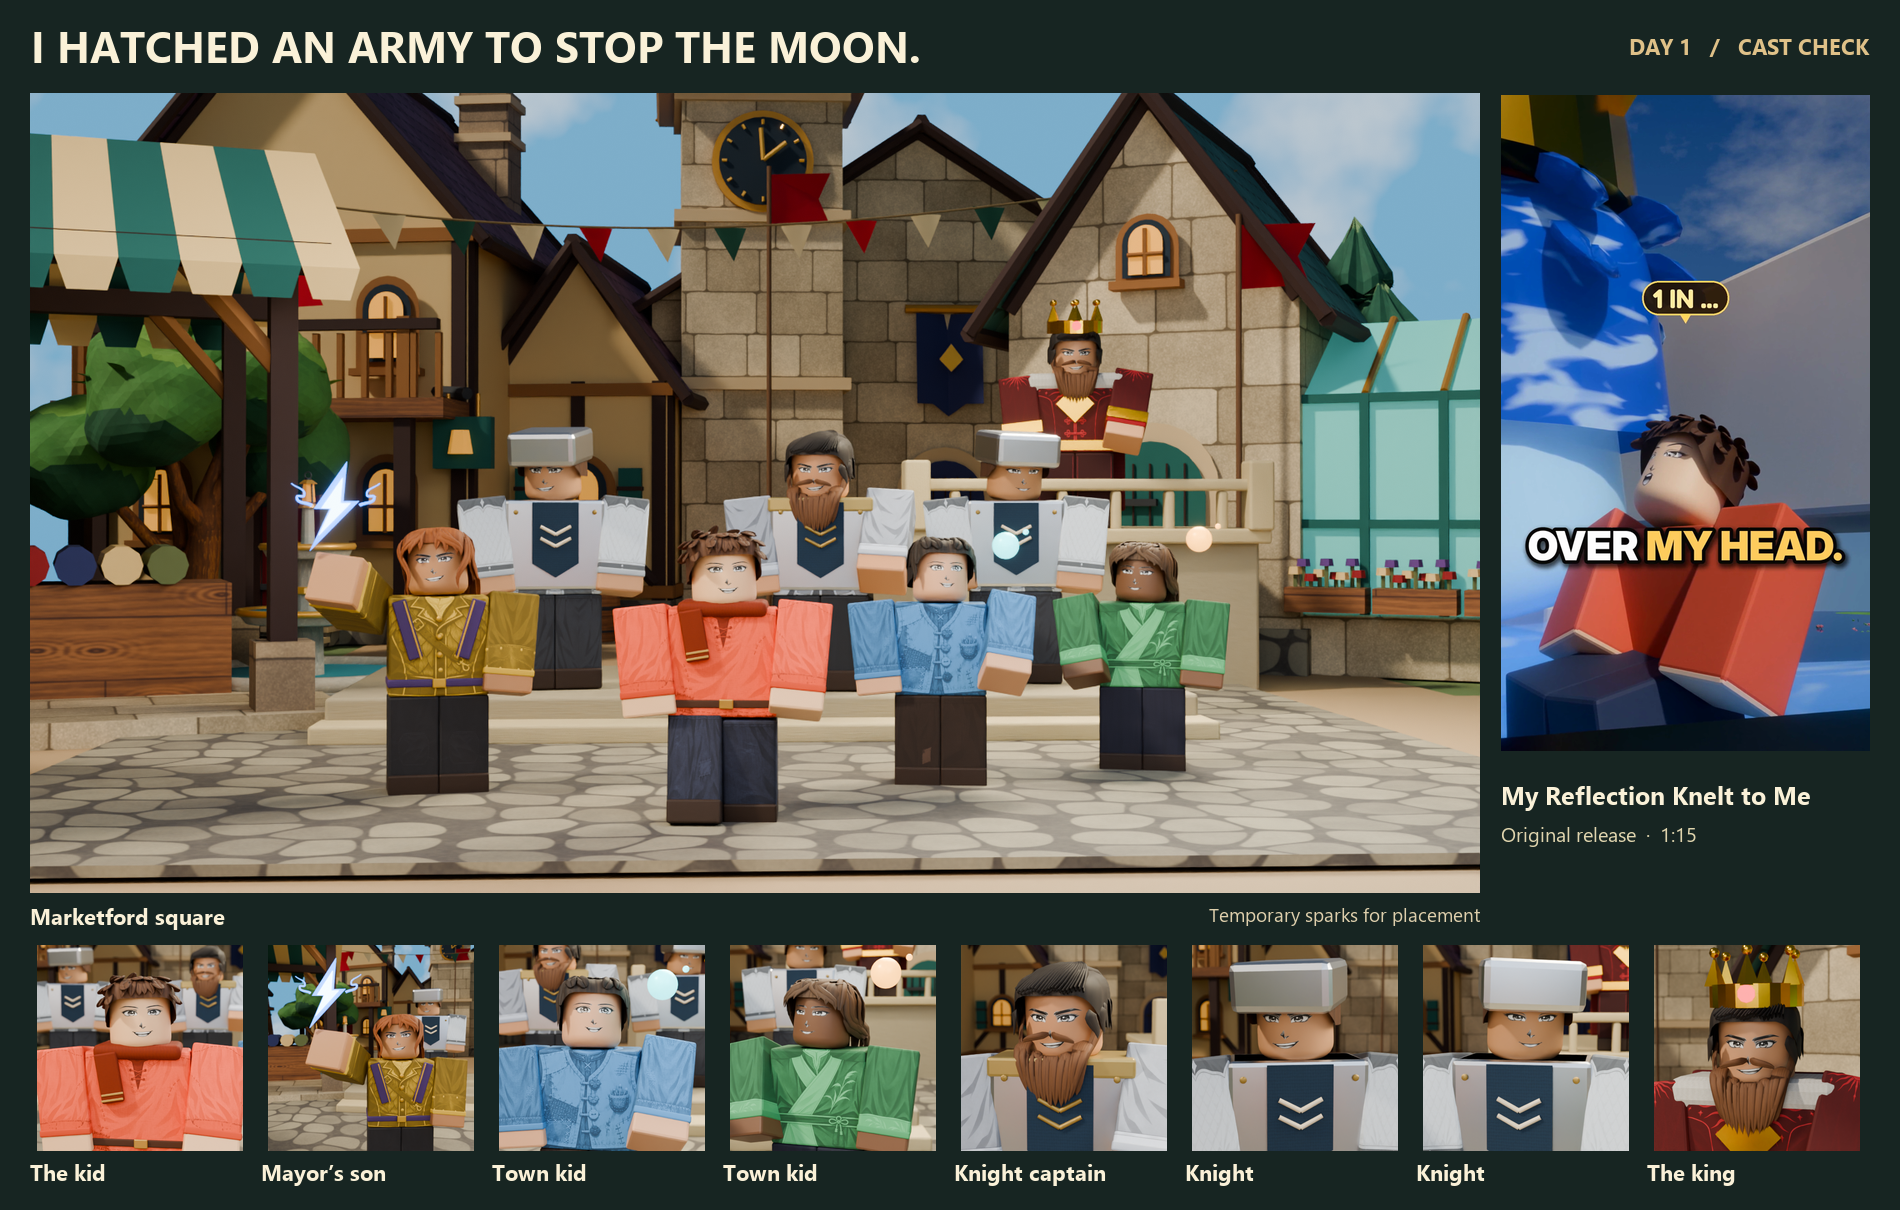 I HATCHED AN ARMY TO STOP THE MOON.
DAY 1 / CAST CHECK
1 IN ...
OVER MY HEAD.
My Reflection Knelt to Me
Original release · 1:15
Marketford square
Temporary sparks for placement
The kid
Mayor’s son
Town kid
Town kid
Knight captain
Knight
Knight
The king